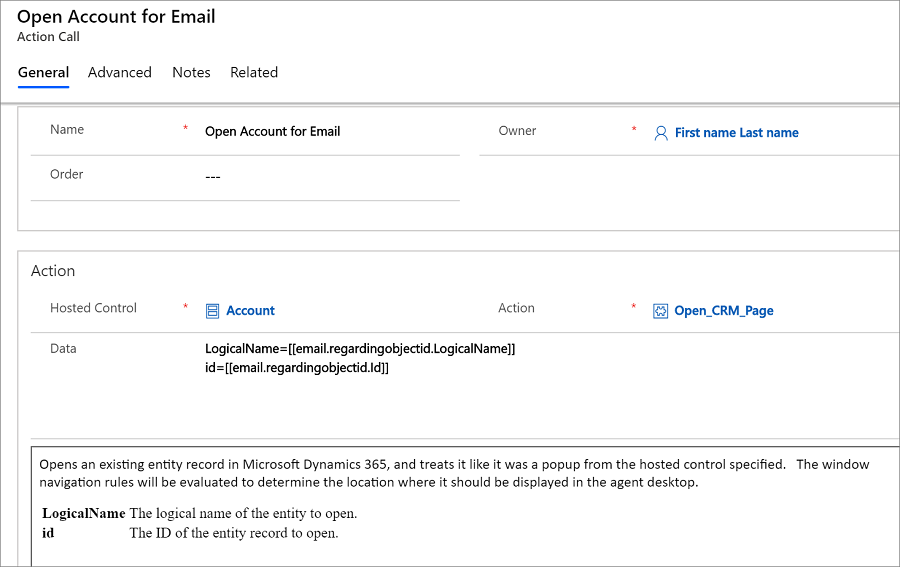 Open Account for Email
Action Call
General Advanced Notes Related
Name * Open Account for Email Owner * First name Last name
Order ---
Action
Hosted Control * Account Action * Open_CRM_Page
Data LogicalName=[[email.regardingobjectid.LogicalName]]
id=[[email.regardingobjectid.Id]]
Opens an existing entity record in Microsoft Dynamics 365, and treats it like it was a popup from the hosted control specified. The window
navigation rules will be evaluated to determine the location where it should be displayed in the agent desktop.
LogicalName The logical name of the entity to open.
id The ID of the entity record to open.